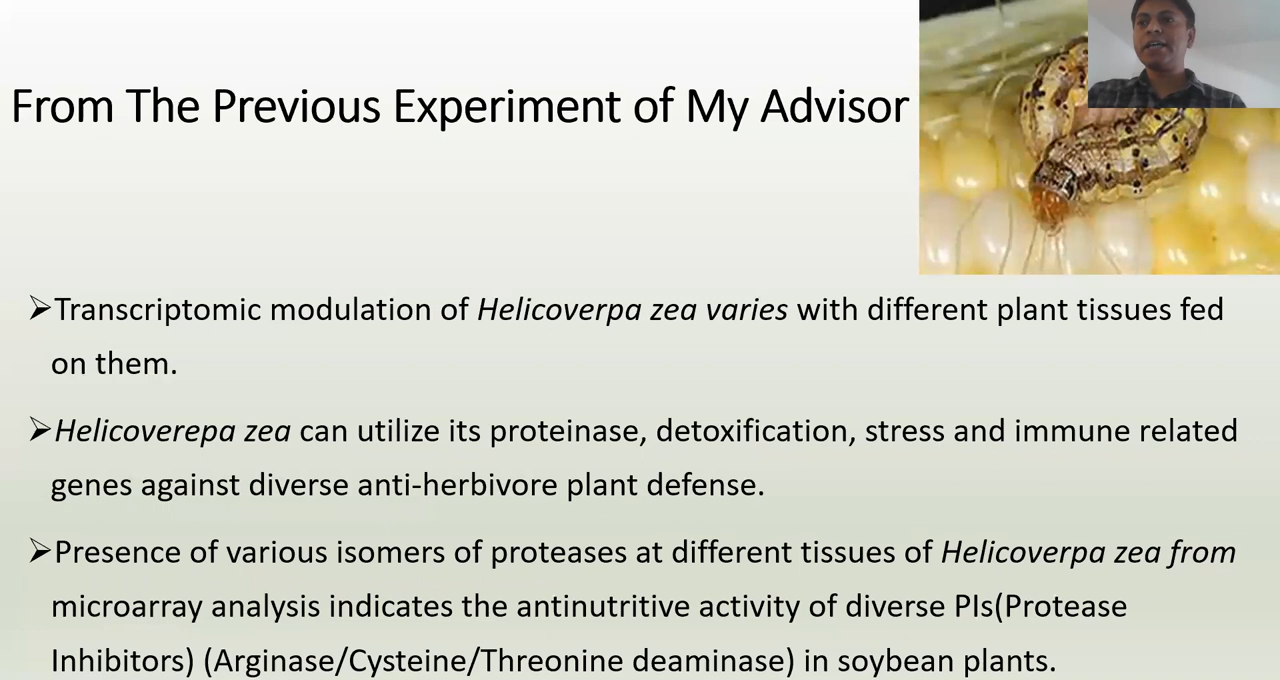 From The Previous Experiment of My Advisor
➢Transcriptomic modulation of Helicoverpa zea varies with different plant tissues fed
on them.
➢Helicoverepa zea can utilize its proteinase, detoxification, stress and immune related
genes against diverse anti-herbivore plant defense.
➢Presence of various isomers of proteases at different tissues of Helicoverpa zea from
microarray analysis indicates the antinutritive activity of diverse PIs(Protease
Inhibitors) (Arginase/Cysteine/Threonine deaminase) in soybean plants.